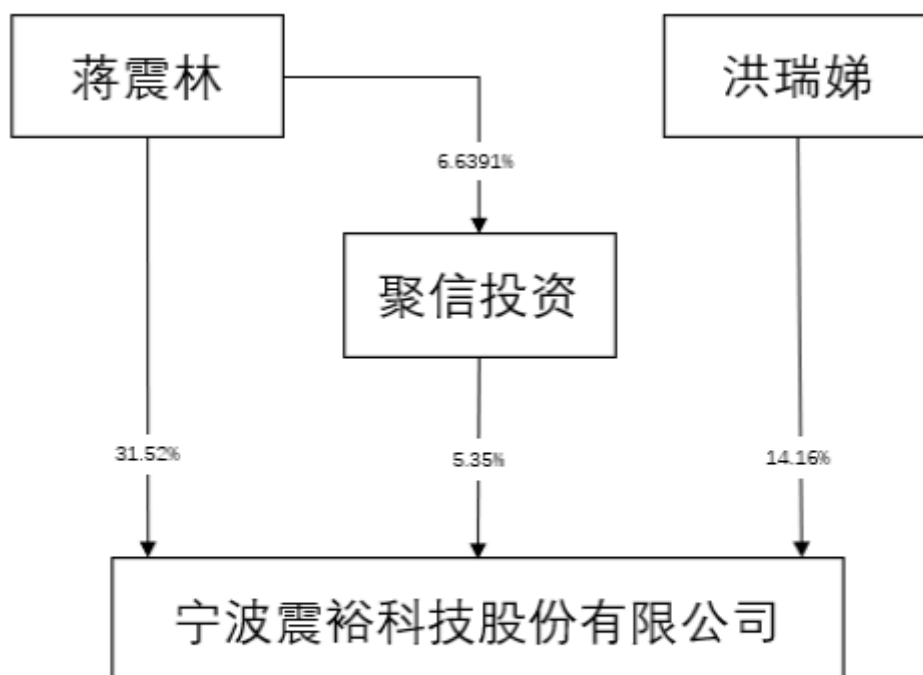 蒋震林
洪瑞娣
6.6391%
聚信投资
31.52%
5.35%
14.16%
宁波震裕科技股份有限公司